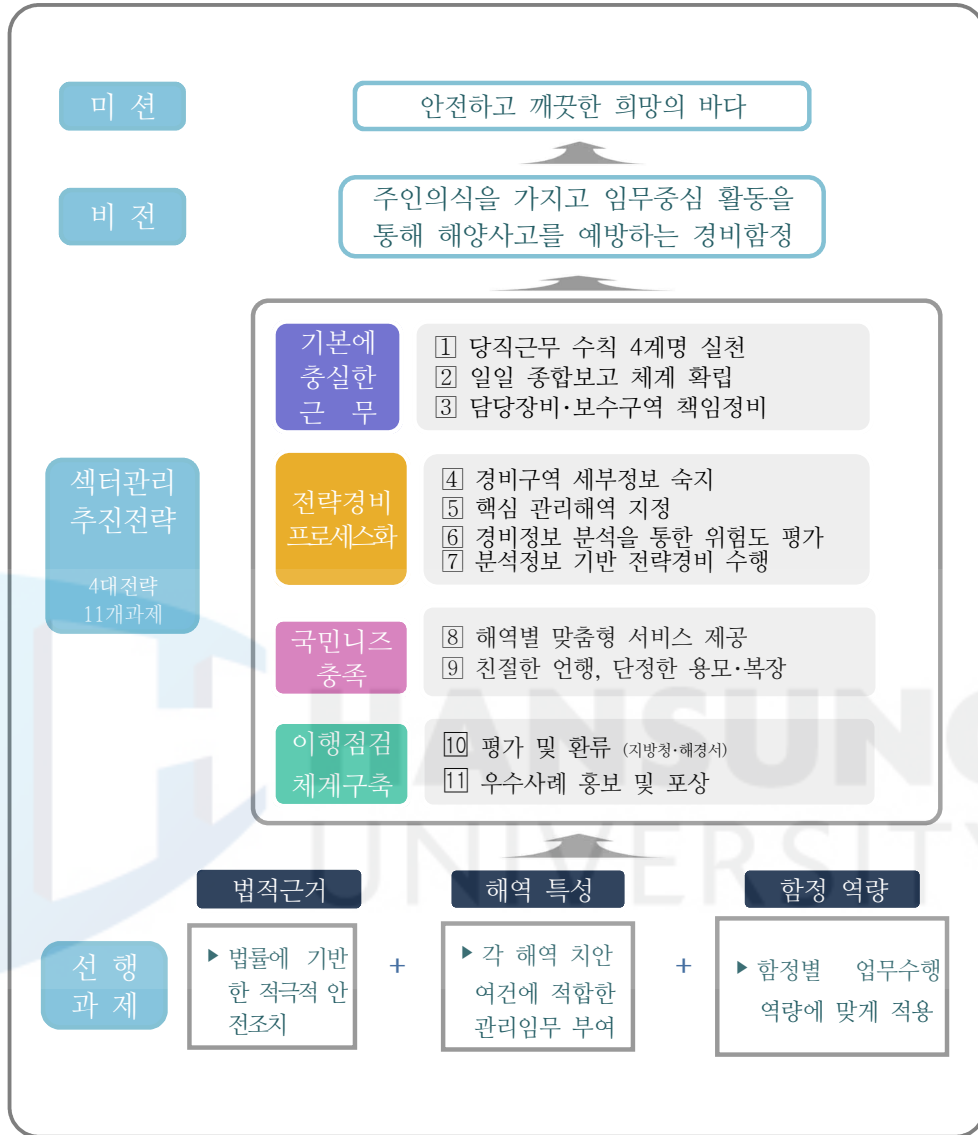 미 션
안전하고 깨끗한 희망의 바다
비 전
주인의식을 가지고 임무중심 활동을
통해 해양사고를 예방하는 경비함정
섹터관리
추진전략
4대전략
11개과제
기본에
충실한
근 무
1 당직근무 수칙 4계명 실천
2 일일 종합보고 체계 확립
3 담당장비·보수구역 책임정비
전략경비
프로세스화
4 경비구역 세부정보 숙지
5 핵심 관리해역 지정
6 경비정보 분석을 통한 위험도 평가
7 분석정보 기반 전략경비 수행
국민니즈
충족
8 해역별 맞춤형 서비스 제공
9 친절한 언행, 단정한 용모·복장
이행점검
체계구축
10 평가 및 환류 (지방청·해경서)
11 우수사례 홍보 및 포상
HANSUNG
UNIVERSITY
선 행
과 제
법적근거
▶ 법률에 기반
한 적극적 안
전조치
+
해역 특성
▶ 각 해역 치안
여건에 적합한
관리임무 부여
+
함정 역량
▶ 함정별 업무수행
역량에 맞게 적용